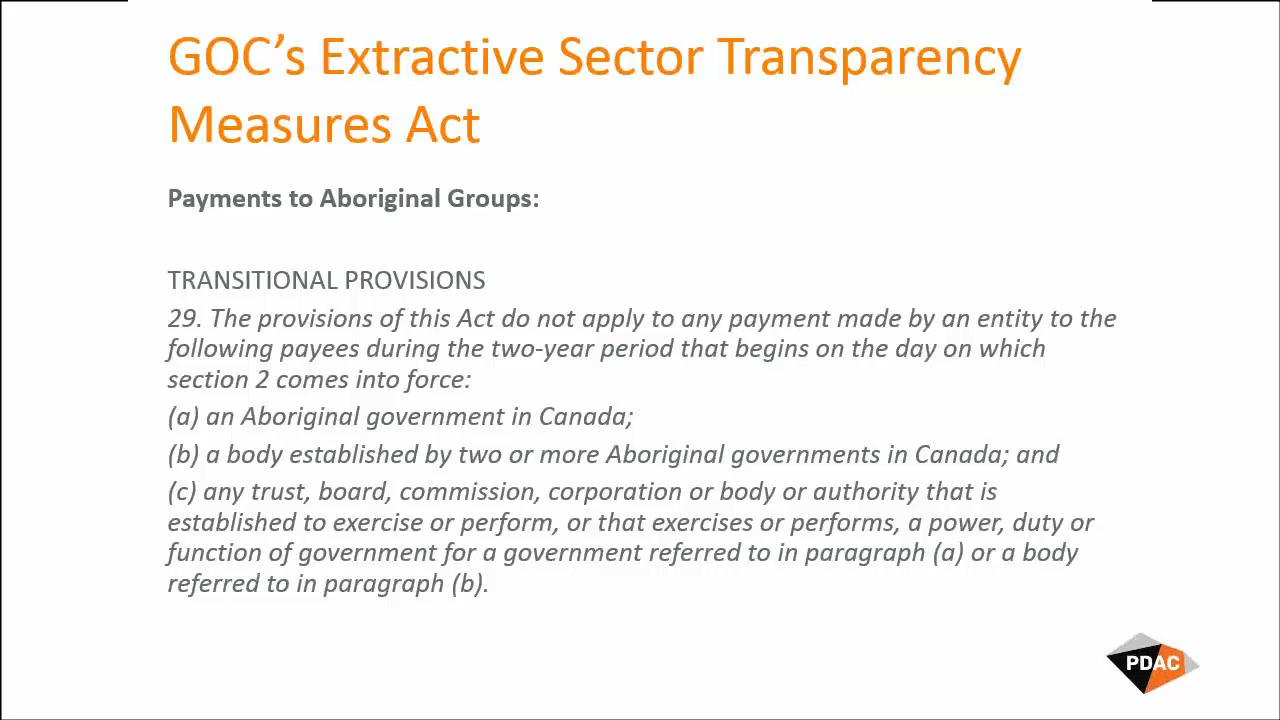 GOC’s Extractive Sector Transparency
Measures Act
Payments to Aboriginal Groups:
TRANSITIONAL PROVISIONS
29. The provisions of this Act do not apply to any payment made by an entity to the
following payees during the two-year period that begins on the day on which
section 2 comes into force:
(a) an Aboriginal government in Canada;
(b) a body established by two or more Aboriginal governments in Canada; and
(c) any trust, board, commission, corporation or body or authority that is
established to exercise or perform, or that exercises or performs, a power, duty or
function of government for a government referred to in paragraph (a) or a body
referred to in paragraph (b).
PDAC